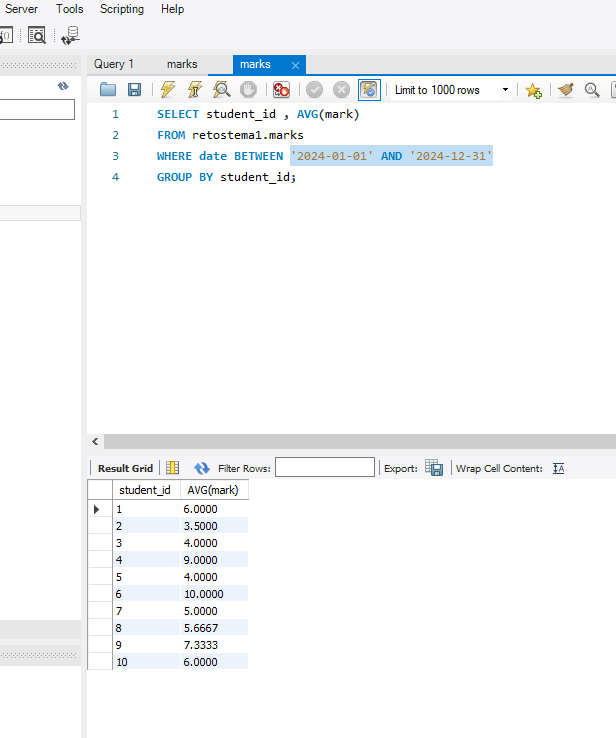 Server Tools Scripting Help
Query 1 marks marks
Limit to 1000 rows
1 SELECT student_id , AVG(mark)
2 FROM retostema1.marks
3 WHERE date BETWEEN '2024-01-01' AND '2024-12-31'
4 GROUP BY student_id;
Result Grid Filter Rows: Export: Wrap Cell Content:
student_id AVG(mark)
1 6.0000
2 3.5000
3 4.0000
4 9.0000
5 4.0000
6 10.0000
7 5.0000
8 5.6667
9 7.3333
10 6.0000